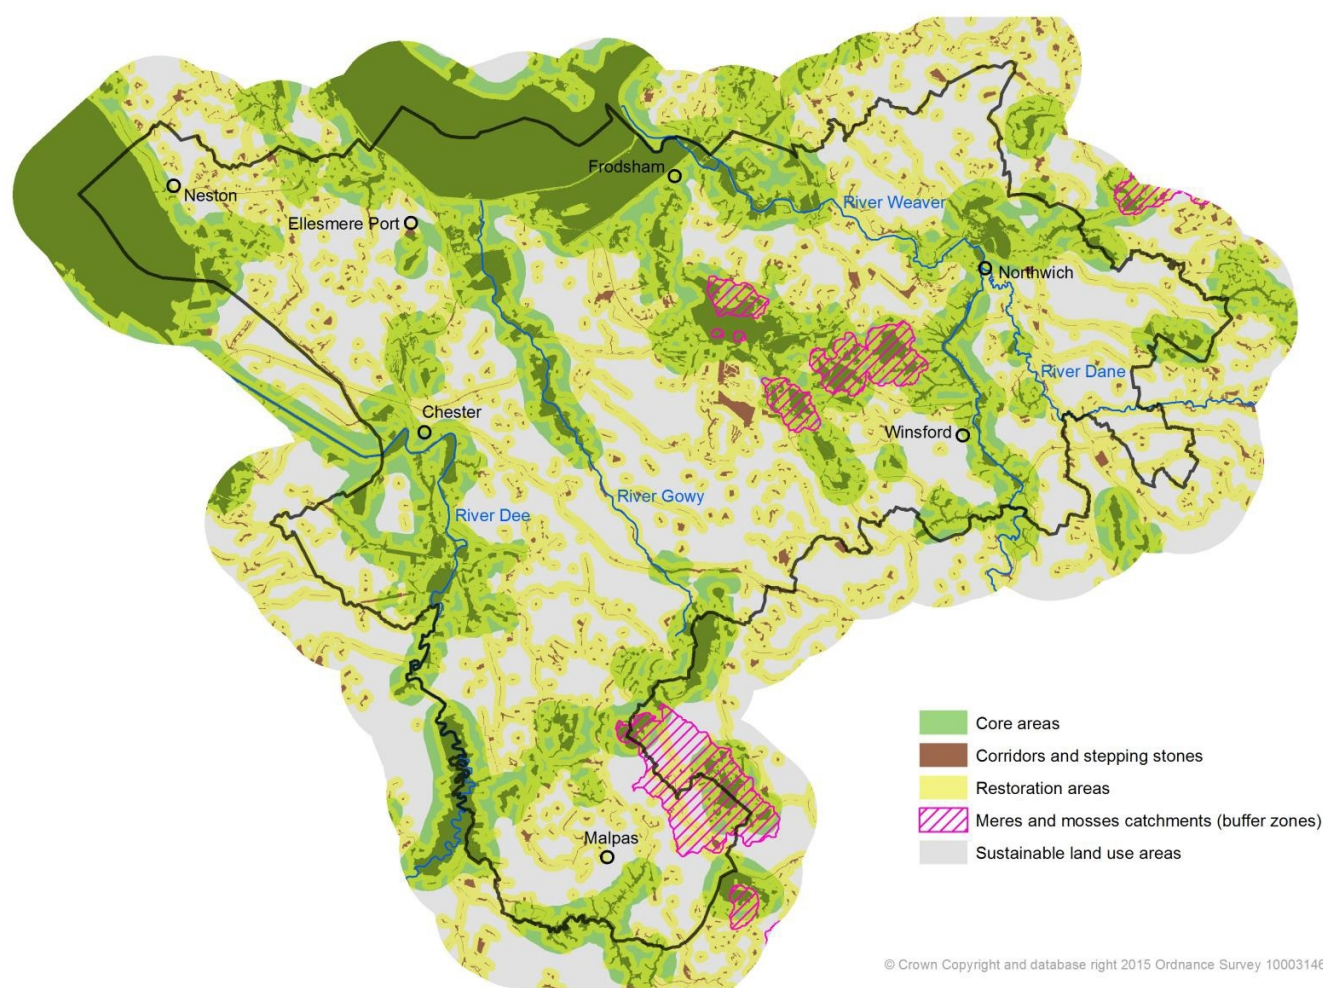 Neston
Ellesmere Port
Frodsham
River Weaver
Northwich
River Dane
Chester
Winsford
River Gowy
River Dee
Malpas
Core areas
Corridors and stepping stones
Restoration areas
Meres and mosses catchments (buffer zones)
Sustainable land use areas
© Crown Copyright and database right 2015 Ordnance Survey 10003146